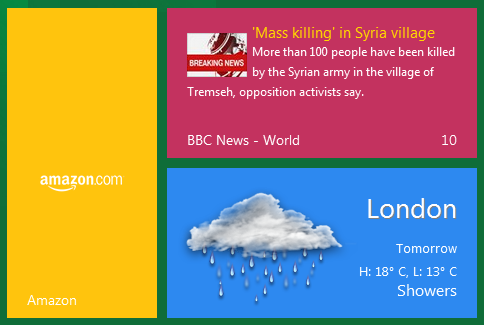 amazon.com
Amazon
'Mass killing' in Syria village
BREAKING NEWS
More than 100 people have been killed
by the Syrian army in the village of
Tremseh, opposition activists say.
BBC News - World
10
London
Tomorrow
H: 18° C, L: 13° C
Showers